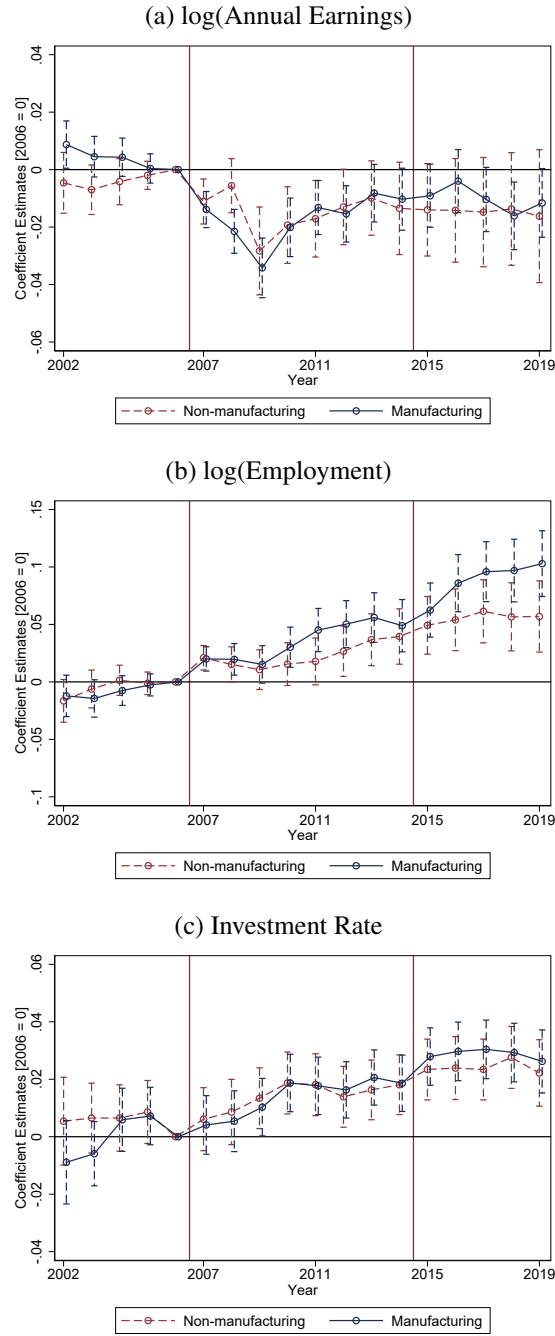 (a) log(Annual Earnings)
Coefficient Estimates [2006 = 0]
.04
.02
0
-.02
-.04
-.06
2002 2007 2011 2015 2019
Year
Non-manufacturing Manufacturing
(b) log(Employment)
Coefficient Estimates [2006 = 0]
.15
.1
.05
0
-.05
-.1
2002 2007 2011 2015 2019
Year
Non-manufacturing Manufacturing
(c) Investment Rate
Coefficient Estimates [2006 = 0]
.06
.04
.02
0
-.02
-.04
2002 2007 2011 2015 2019
Year
Non-manufacturing Manufacturing